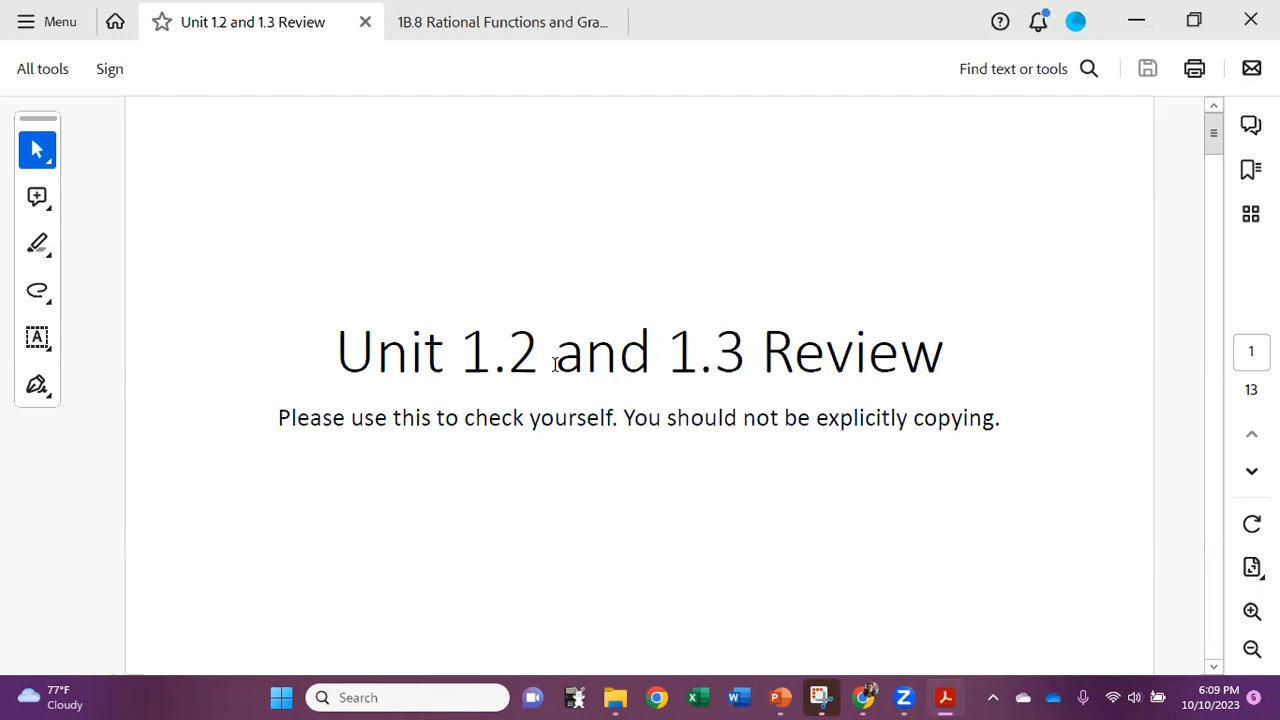 Menu
Unit 1.2 and 1.3 Review
1B.8 Rational Functions and Gra...
All tools
Sign
Find text or tools
Unit 1.2 and 1.3 Review
Please use this to check yourself. You should not be explicitly copying.
1
13
77°F
Cloudy
Search
6:09 PM
10/10/2023
6